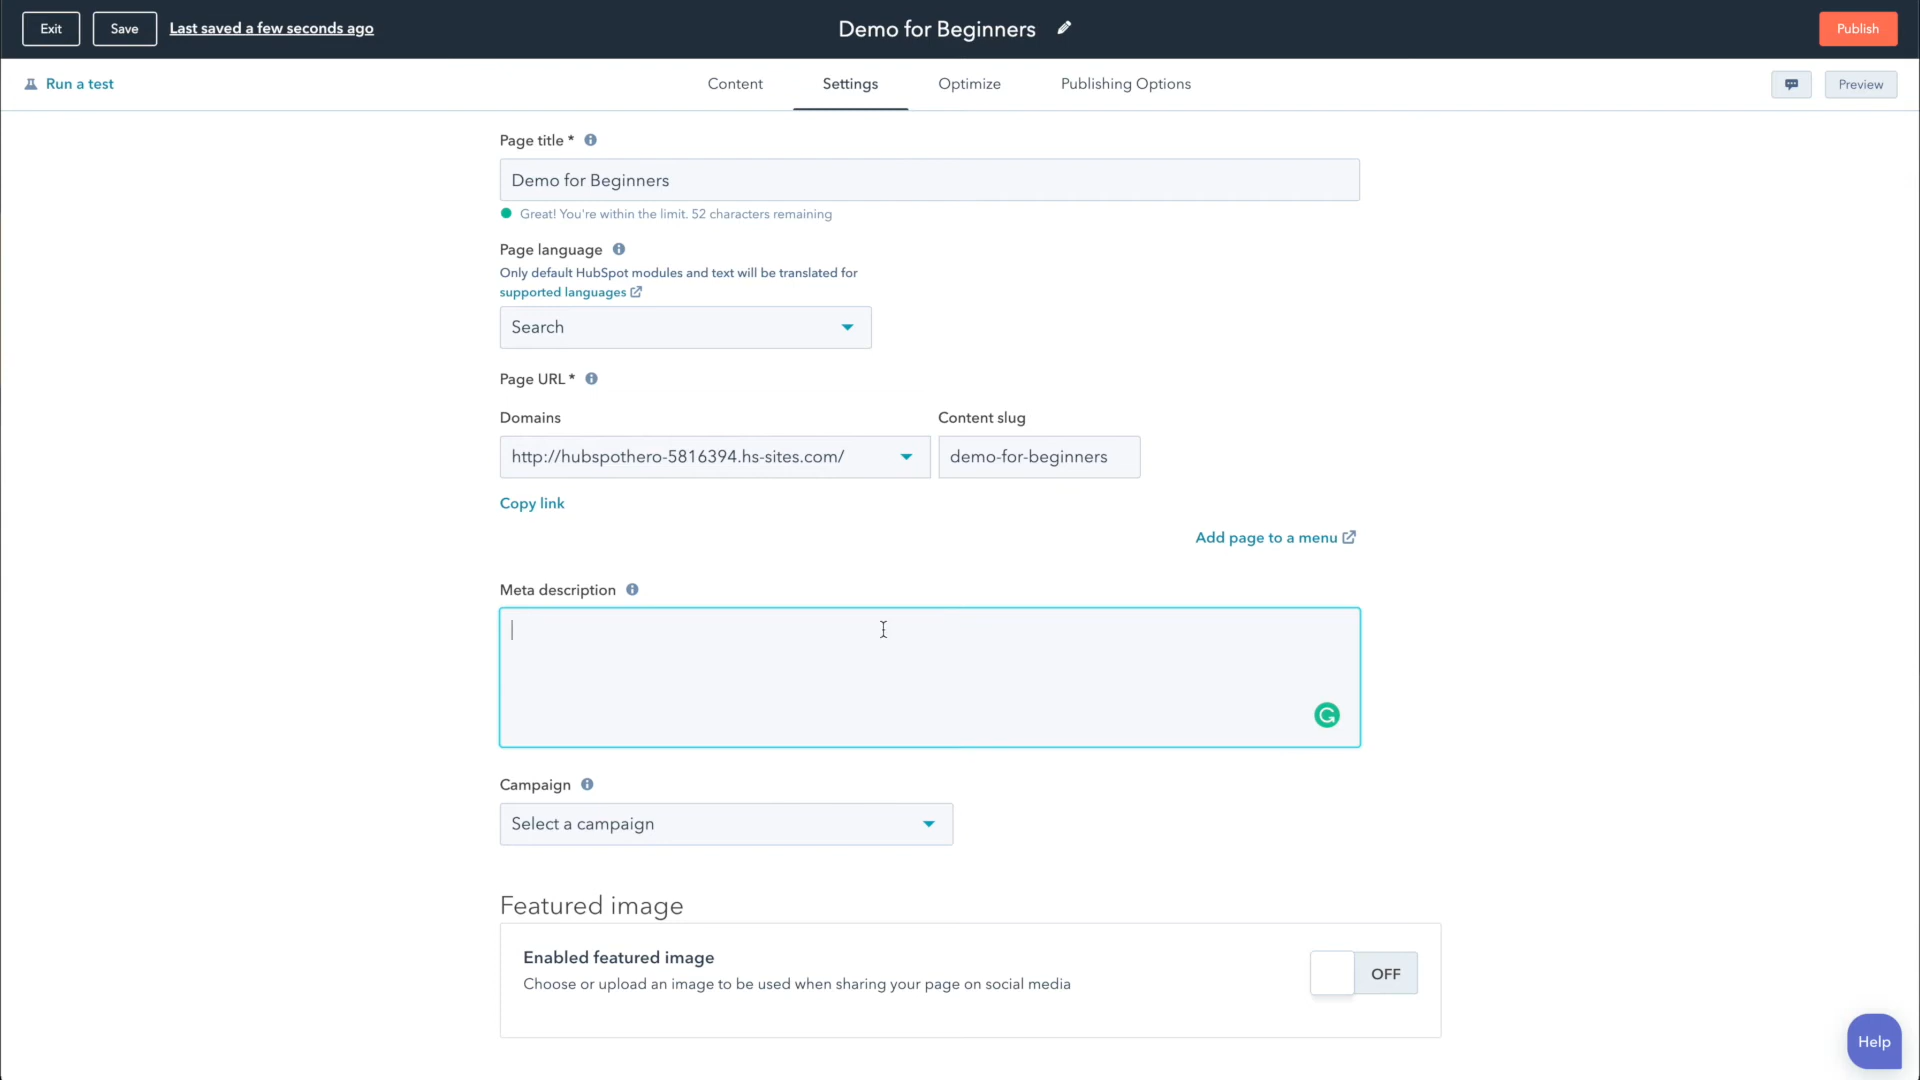 Exit
Save
Last saved a few seconds ago
Demo for Beginners
Publish
Run a test
Content
Settings
Optimize
Publishing Options
Preview
Page title *
Demo for Beginners
Great! You're within the limit. 52 characters remaining
Page language
Only default HubSpot modules and text will be translated for
supported languages
Search
Page URL *
Domains
Content slug
http://hubspothero-5816394.hs-sites.com/
demo-for-beginners
Copy link
Add page to a menu
Meta description
Campaign
Select a campaign
Featured image
Enabled featured image
Choose or upload an image to be used when sharing your page on social media
OFF
Help